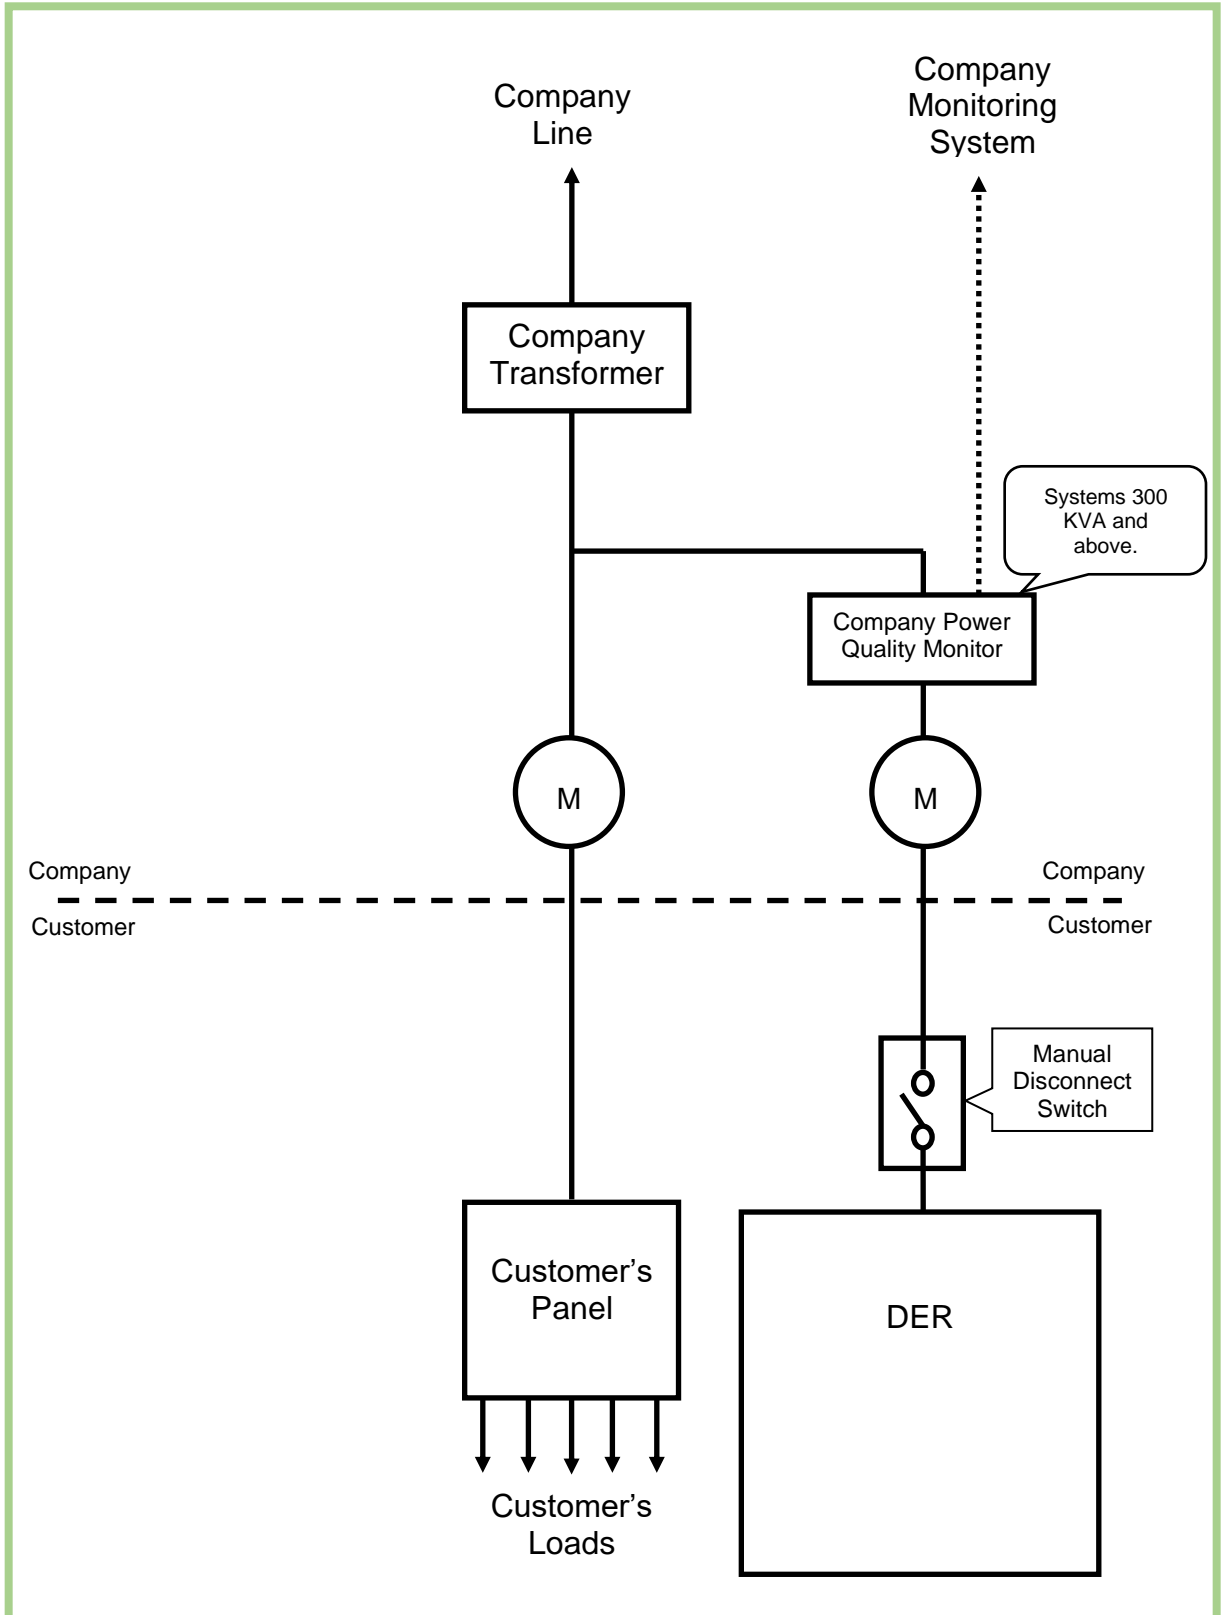 Company
Line
Company
Monitoring
System
Company
Transformer
Systems 300
KVA and
above.
Company Power
Quality Monitor
M
M
Company
Company
Customer
Customer
Manual
Disconnect
Switch
Customer’s
Panel
DER
Customer’s
Loads